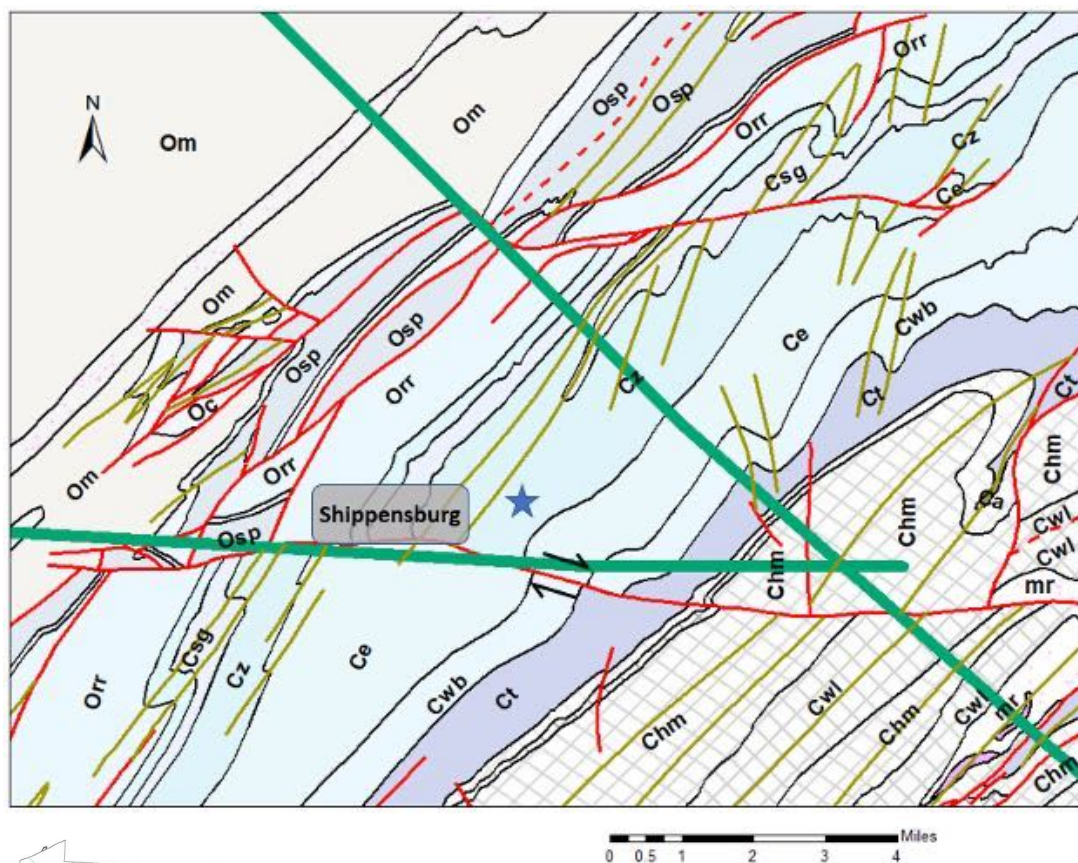 Orr
Osp
Osp
Om
N
Om
Orr
Cz
Csg
Ce
Om
Osp
Ce
Cwb
Osp
Cz
Orr
Ct
Oc
Ct
Om
Orr
Chm
Chm
Ca
Shippensburg
Cwl
Osp
Cwl
Chm
mr
Csg
Ce
Cz
Orr
Cwb
Ct
Cwl
Cwl
Chm
Chm
mr
Chm
Miles
0 0.5 1 2 3 4